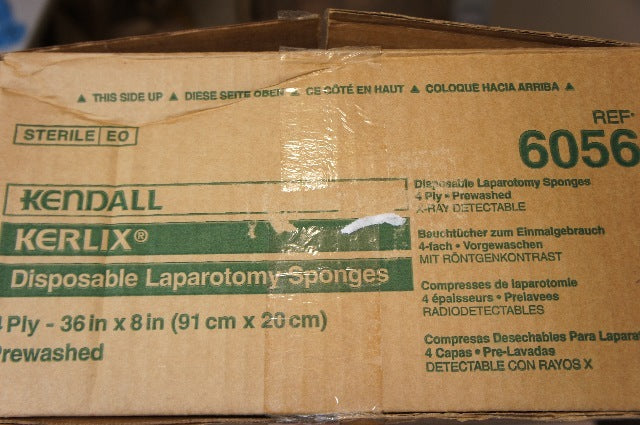 ▲ THIS SIDE UP ▲ DIESE SEITE OBEN ▲ CE CÔTÉ EN HAUT ▲ COLOQUE HACIA ARRIBA ▲
STERILE EO
REF
6056
KENDALL
KERLIX®
Disposable Laparotomy Sponges
Ply - 36 in x 8 in (91 cm x 20 cm)
rewashed
Disposable Laparotomy Sponges
4 Ply • Prewashed
X-RAY DETECTABLE
Bauchtücher zum Einmalgebrauch
4-fach • Vorgewaschen
MIT RÖNTGENKONTRAST
Compresses de laparotomie
4 épaisseurs • Prelavees
RADIODETECTABLES
Compresas Desechables Para Lapara
4 Capas • Pre-Lavadas
DETECTABLE CON RAYOS X